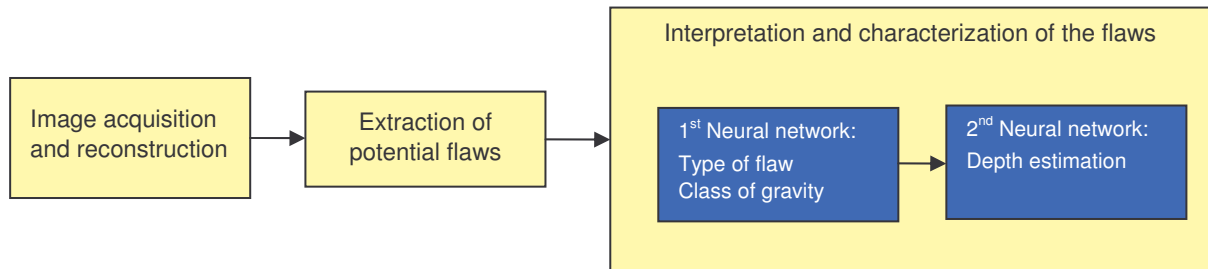 Interpretation and characterization of the flaws
Image acquisition
and reconstruction
Extraction of
potential flaws
1st Neural network:
Type of flaw
Class of gravity
2nd Neural network:
Depth estimation